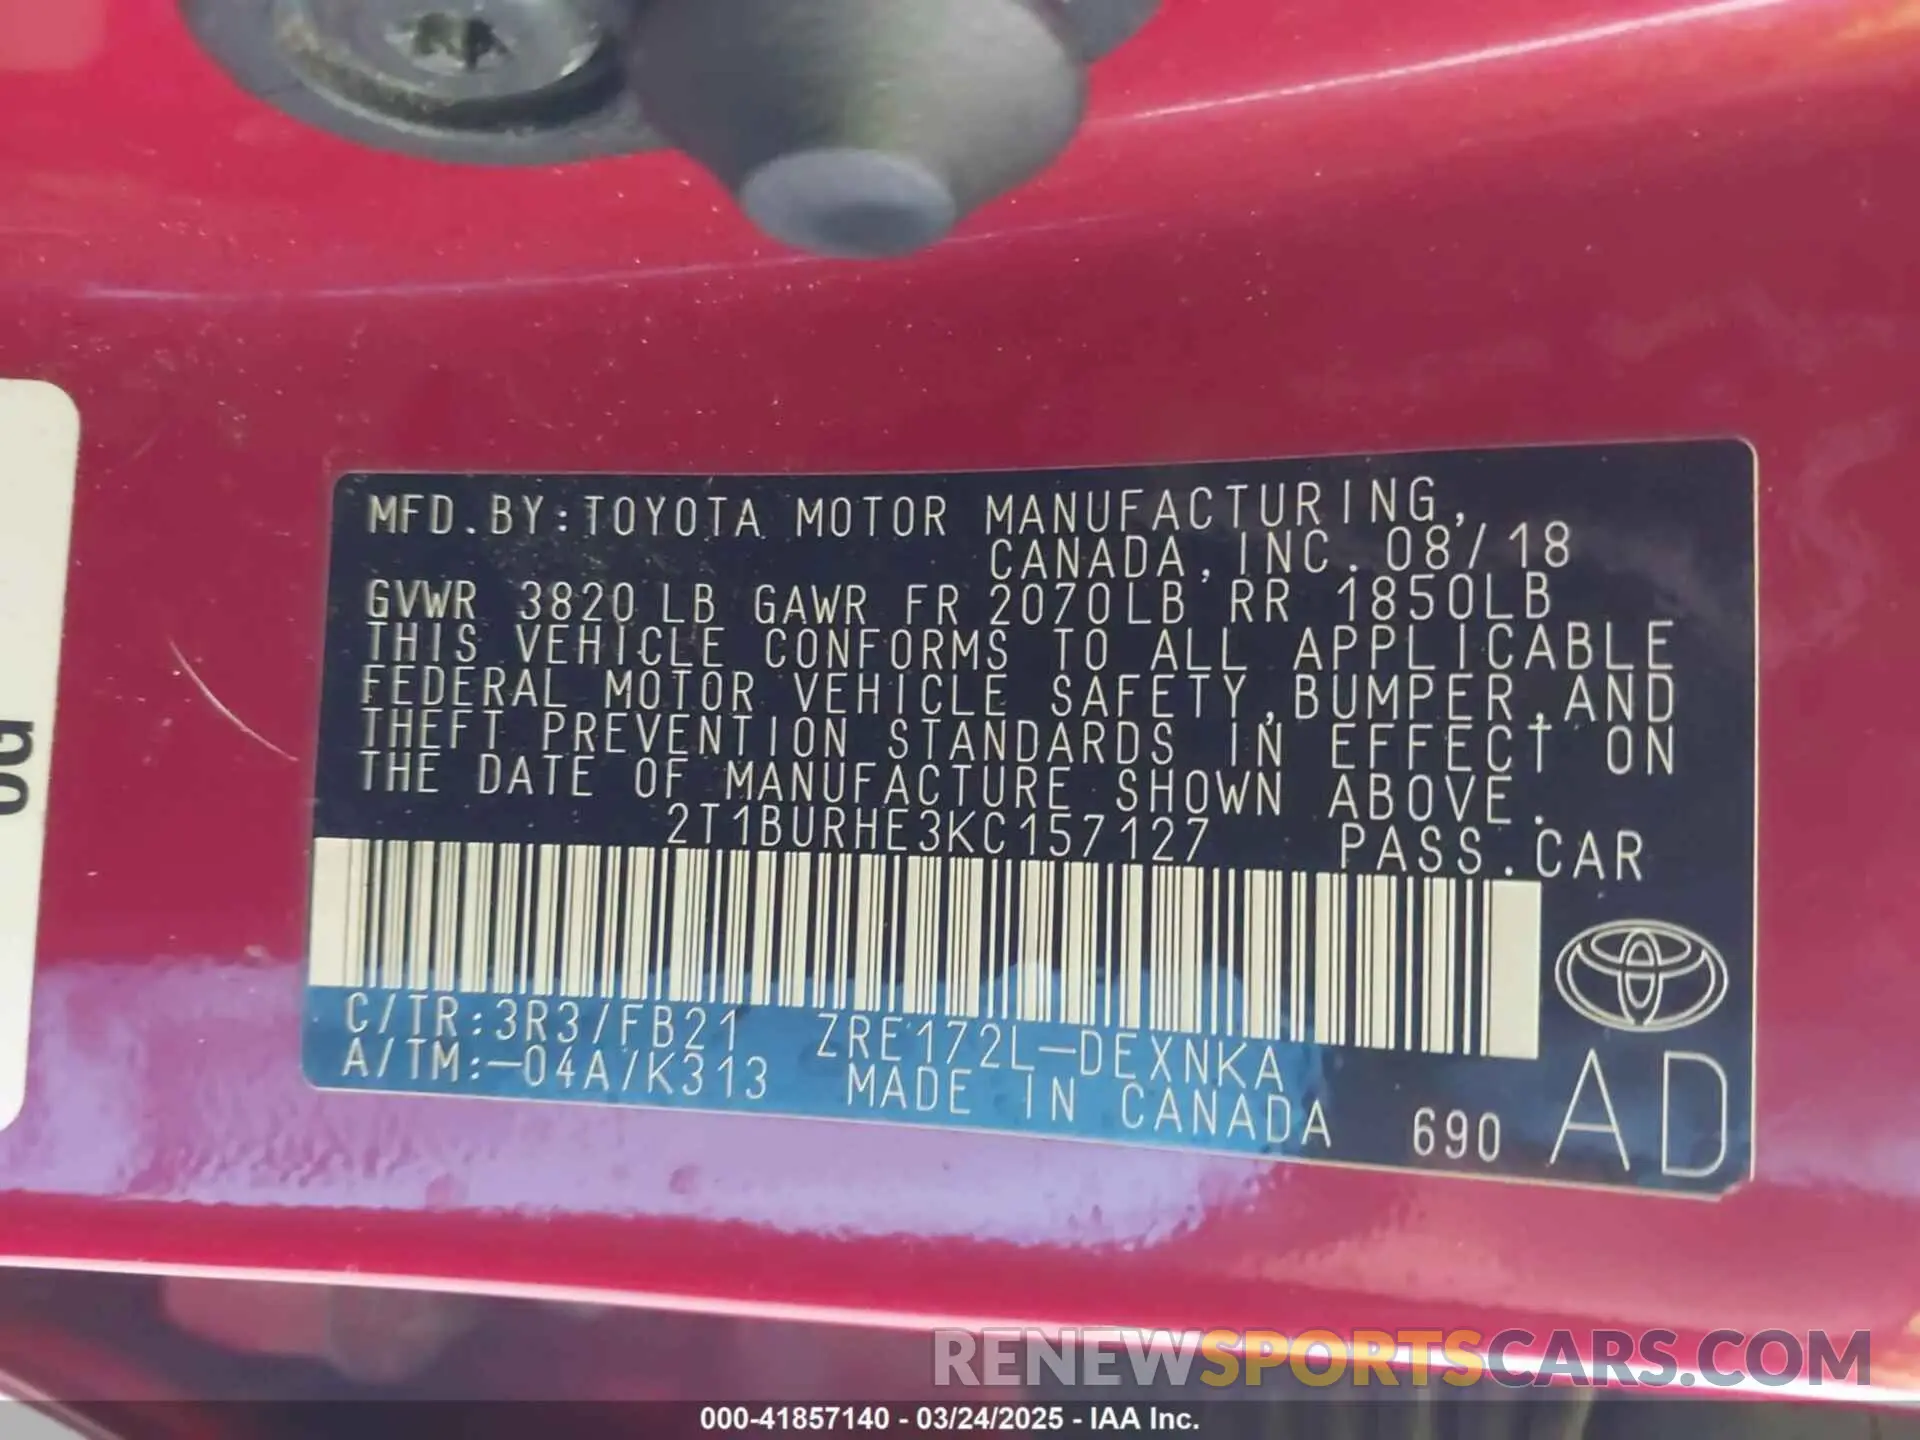 MFD.BY:TOYOTA MOTOR MANUFACTURING,
CANADA,INC. 08/18
GVWR 3820LB GAWR FR 2070LB RR 1850LB
THIS VEHICLE CONFORMS TO ALL APPLICABLE
FEDERAL MOTOR VEHICLE SAFETY,BUMPER,AND
THEFT PREVENTION STANDARDS IN EFFECT ON
THE DATE OF MANUFACTURE SHOWN ABOVE.
2T1BURHE3KC157127 PASS.CAR
C/TR:3R3/FB21 ZRE172L-DEXNKA
A/TM:-04A/K313 MADE IN CANADA 690 AD
RENEWSPORTSCARS.COM
000-41857140 - 03/24/2025 - IAA Inc.